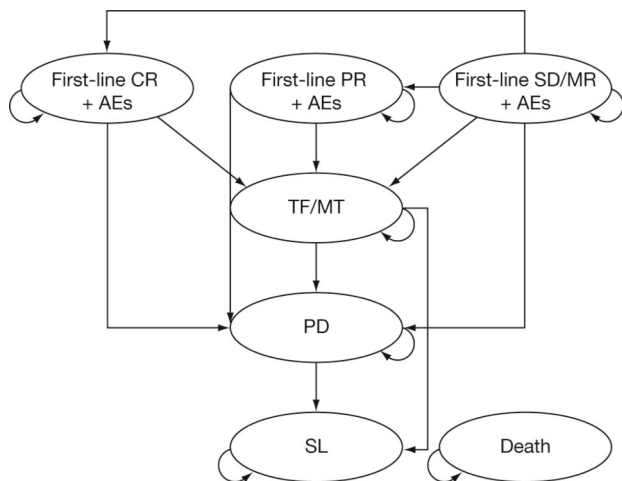 First-line CR
+ AEs
First-line PR
+ AEs
First-line SD/MR
+ AEs
TF/MT
PD
SL
Death